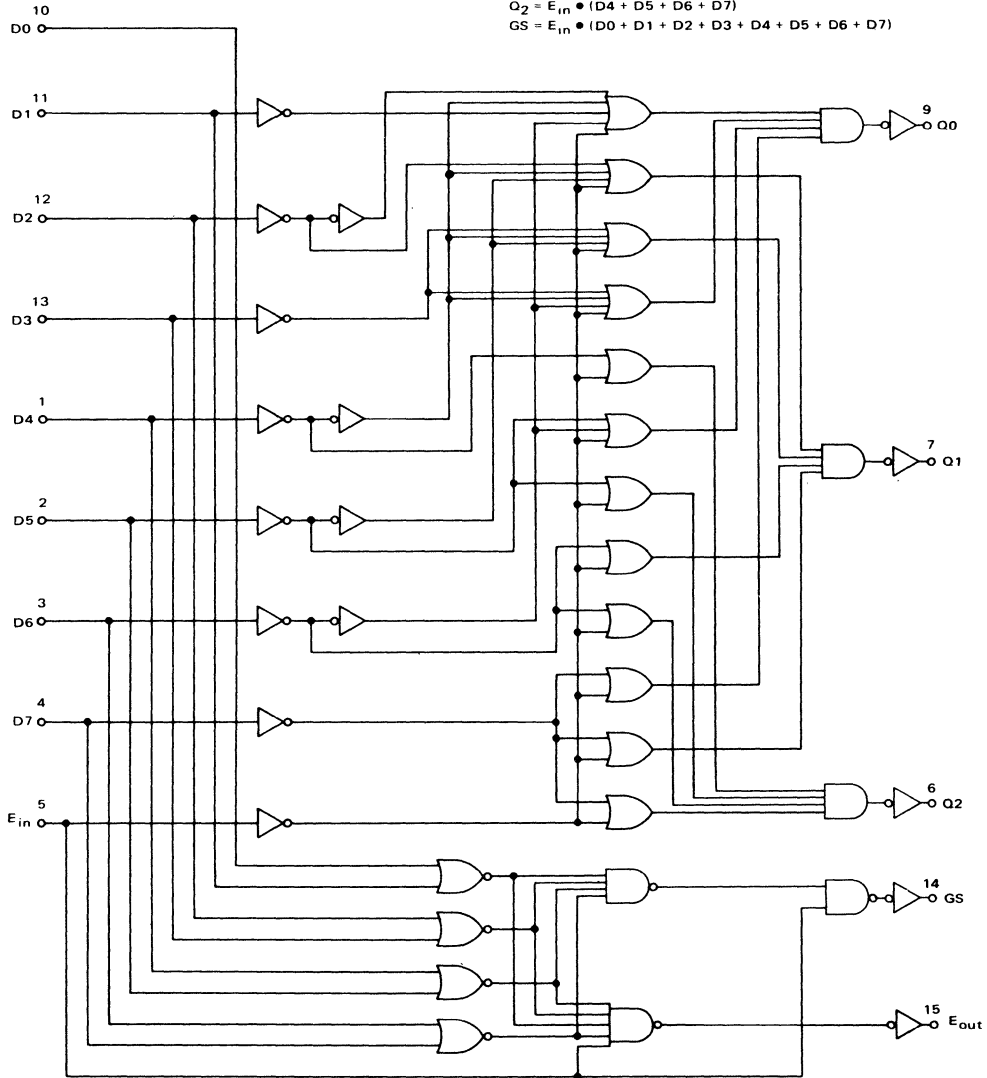 Q2 = Ein • (D4 + D5 + D6 + D7)
GS = Ein • (D0 + D1 + D2 + D3 + D4 + D5 + D6 + D7)
10
D0
11
D1
9
Q0
12
D2
13
D3
1
D4
7
Q1
2
D5
3
D6
4
D7
5
Ein
6
Q2
14
GS
15
Eout